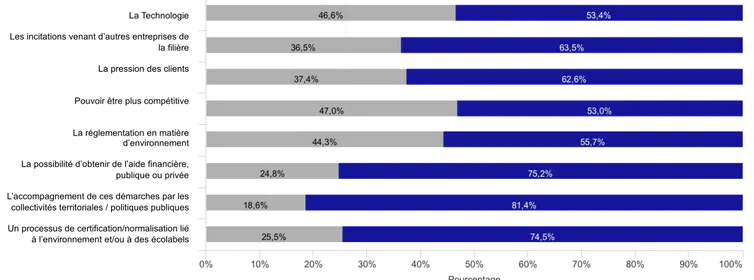 La Technologie
46,6% 53,4%
Les incitations venant d'autres entreprises de
la filière
36,5% 63,5%
La pression des clients
37,4% 62,6%
Pouvoir être plus compétitive
47,0% 53,0%
La réglementation en matière
d'environnement
44,3% 55,7%
La possibilité d'obtenir de l'aide financière,
publique ou privée
24,8% 75,2%
L'accompagnement de ces démarches par les
collectivités territoriales / politiques publiques
18,6% 81,4%
Un processus de certification/normalisation lié
à l'environnement et/ou à des écolabels
25,5% 74,5%
0% 10% 20% 30% 40% 50% 60% 70% 80% 90% 100%
Pourcentage